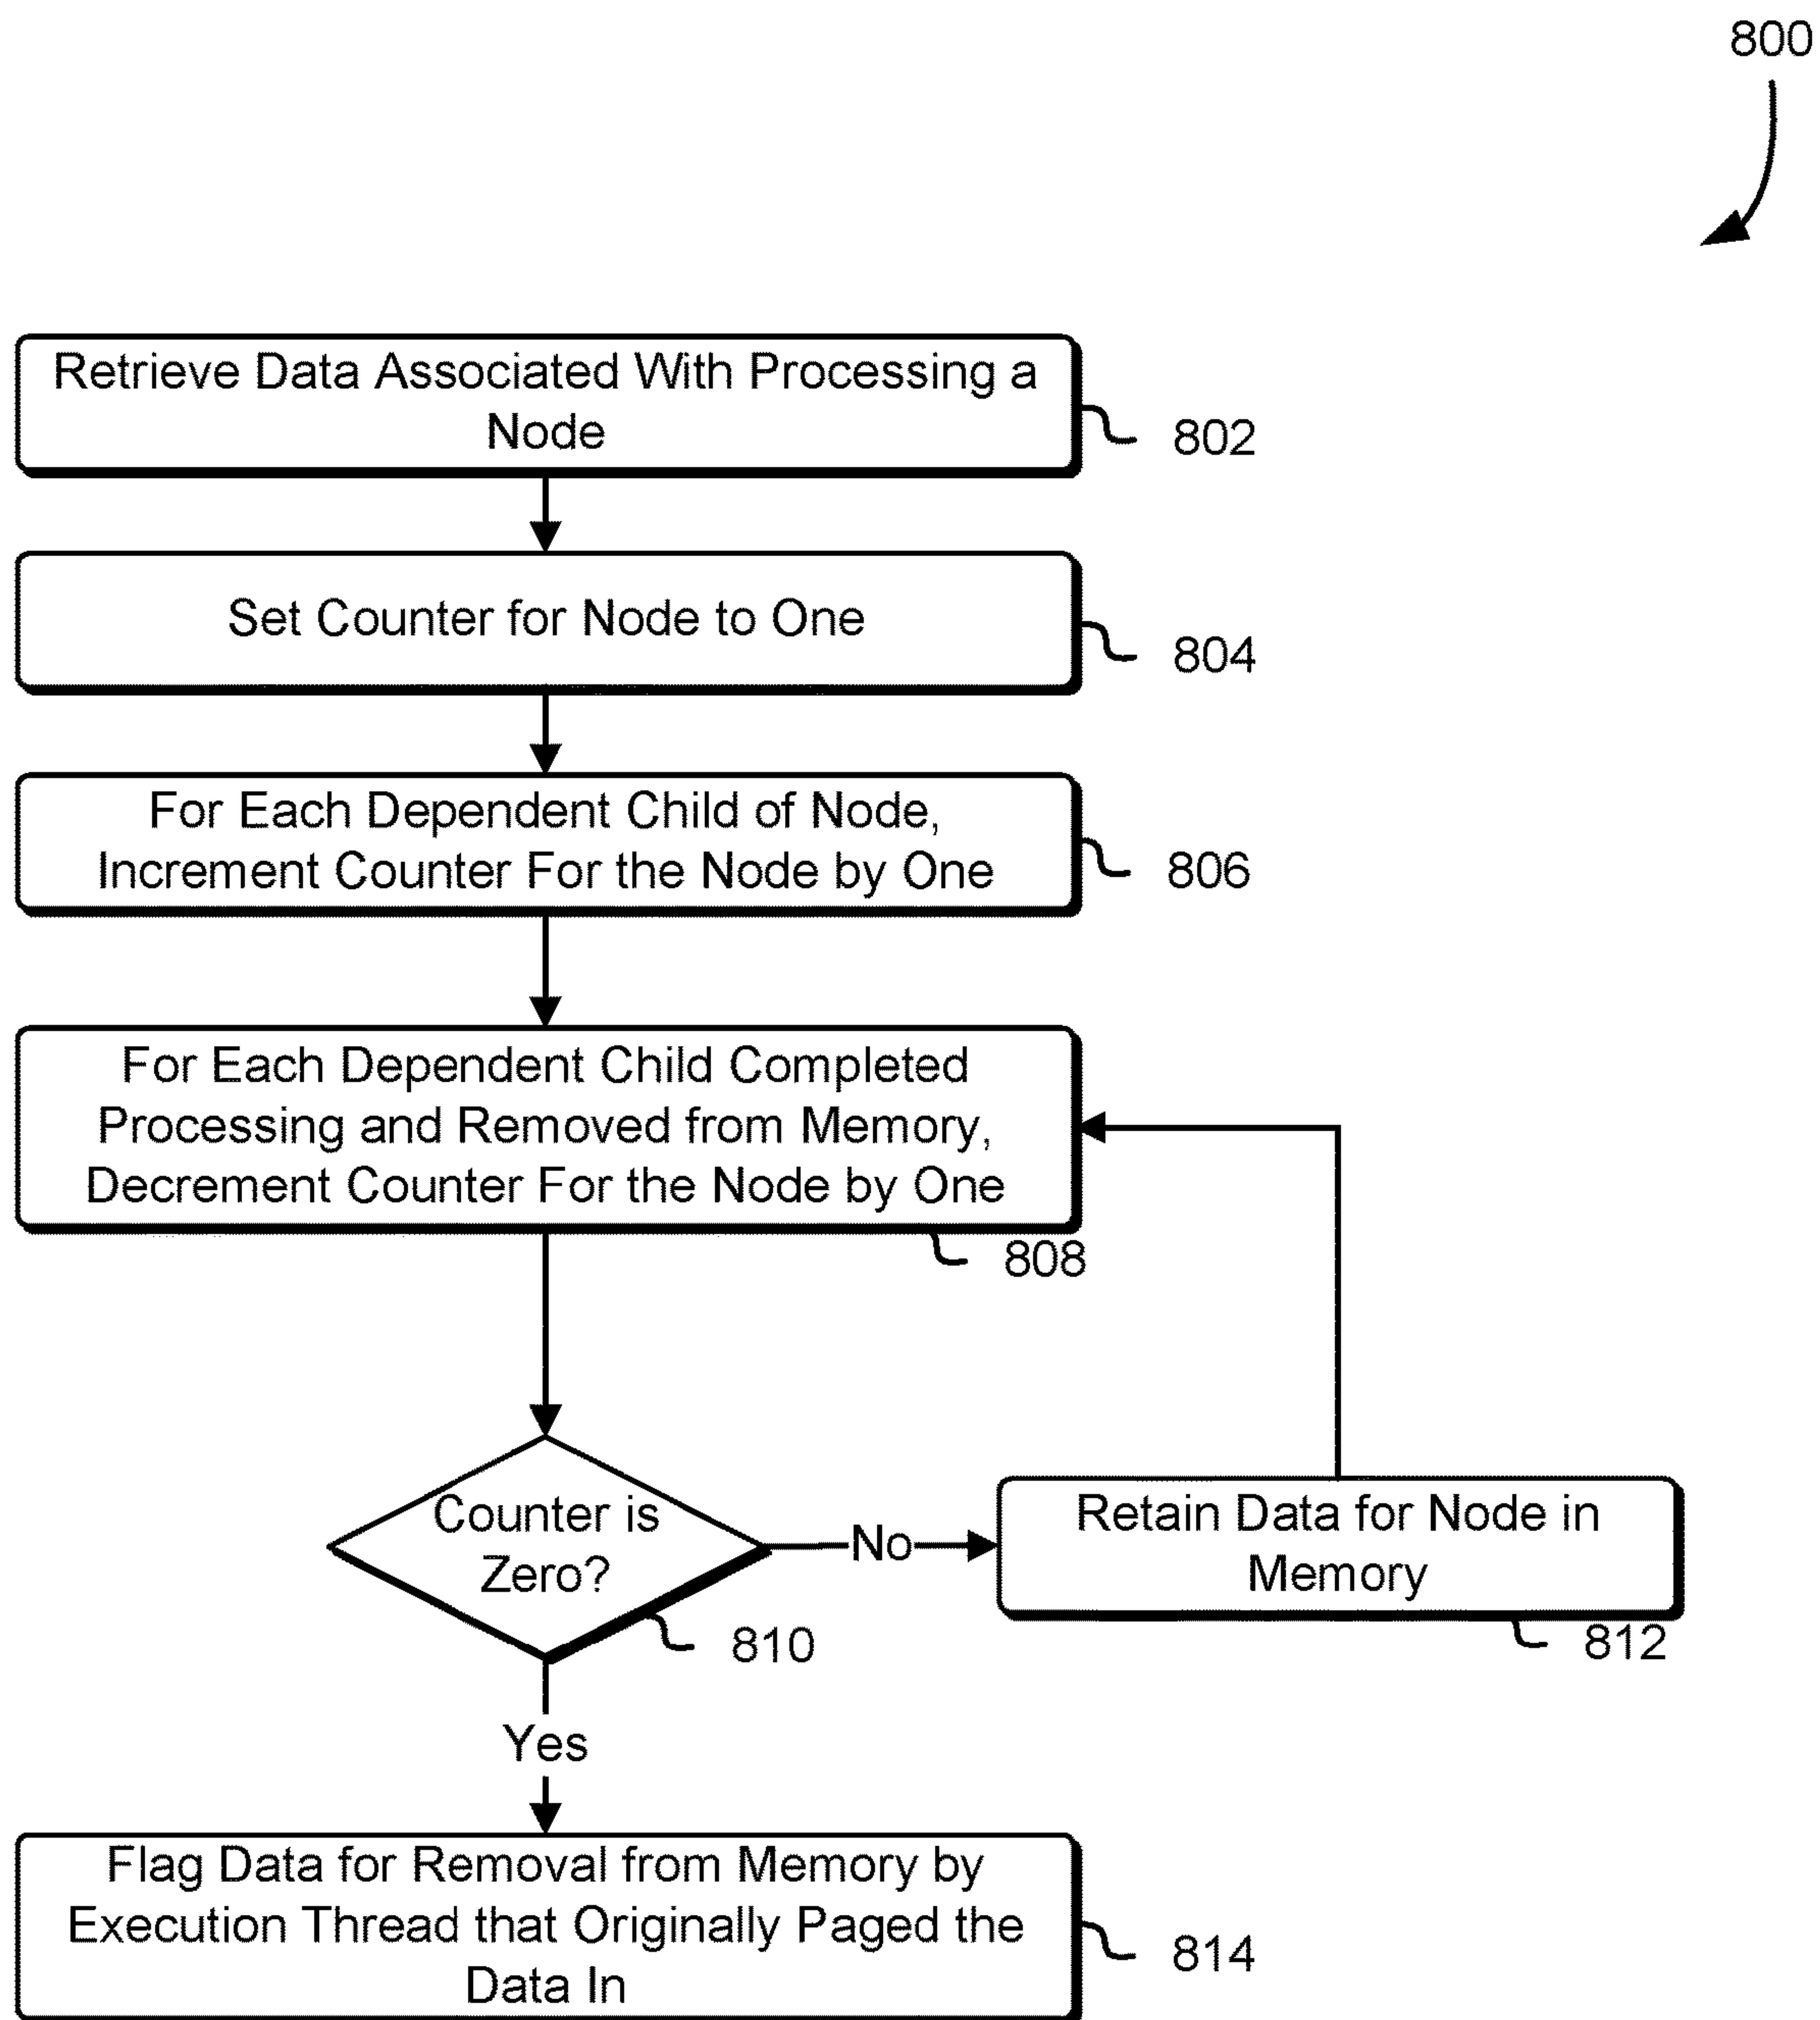 800
Retrieve Data Associated With Processing a
Node
802
Set Counter for Node to One
804
For Each Dependent Child of Node,
Increment Counter For the Node by One
806
For Each Dependent Child Completed
Processing and Removed from Memory,
Decrement Counter For the Node by One
808
Counter is
Zero?
810
No
Retain Data for Node in
Memory
812
Yes
Flag Data for Removal from Memory by
Execution Thread that Originally Paged the
Data In
814